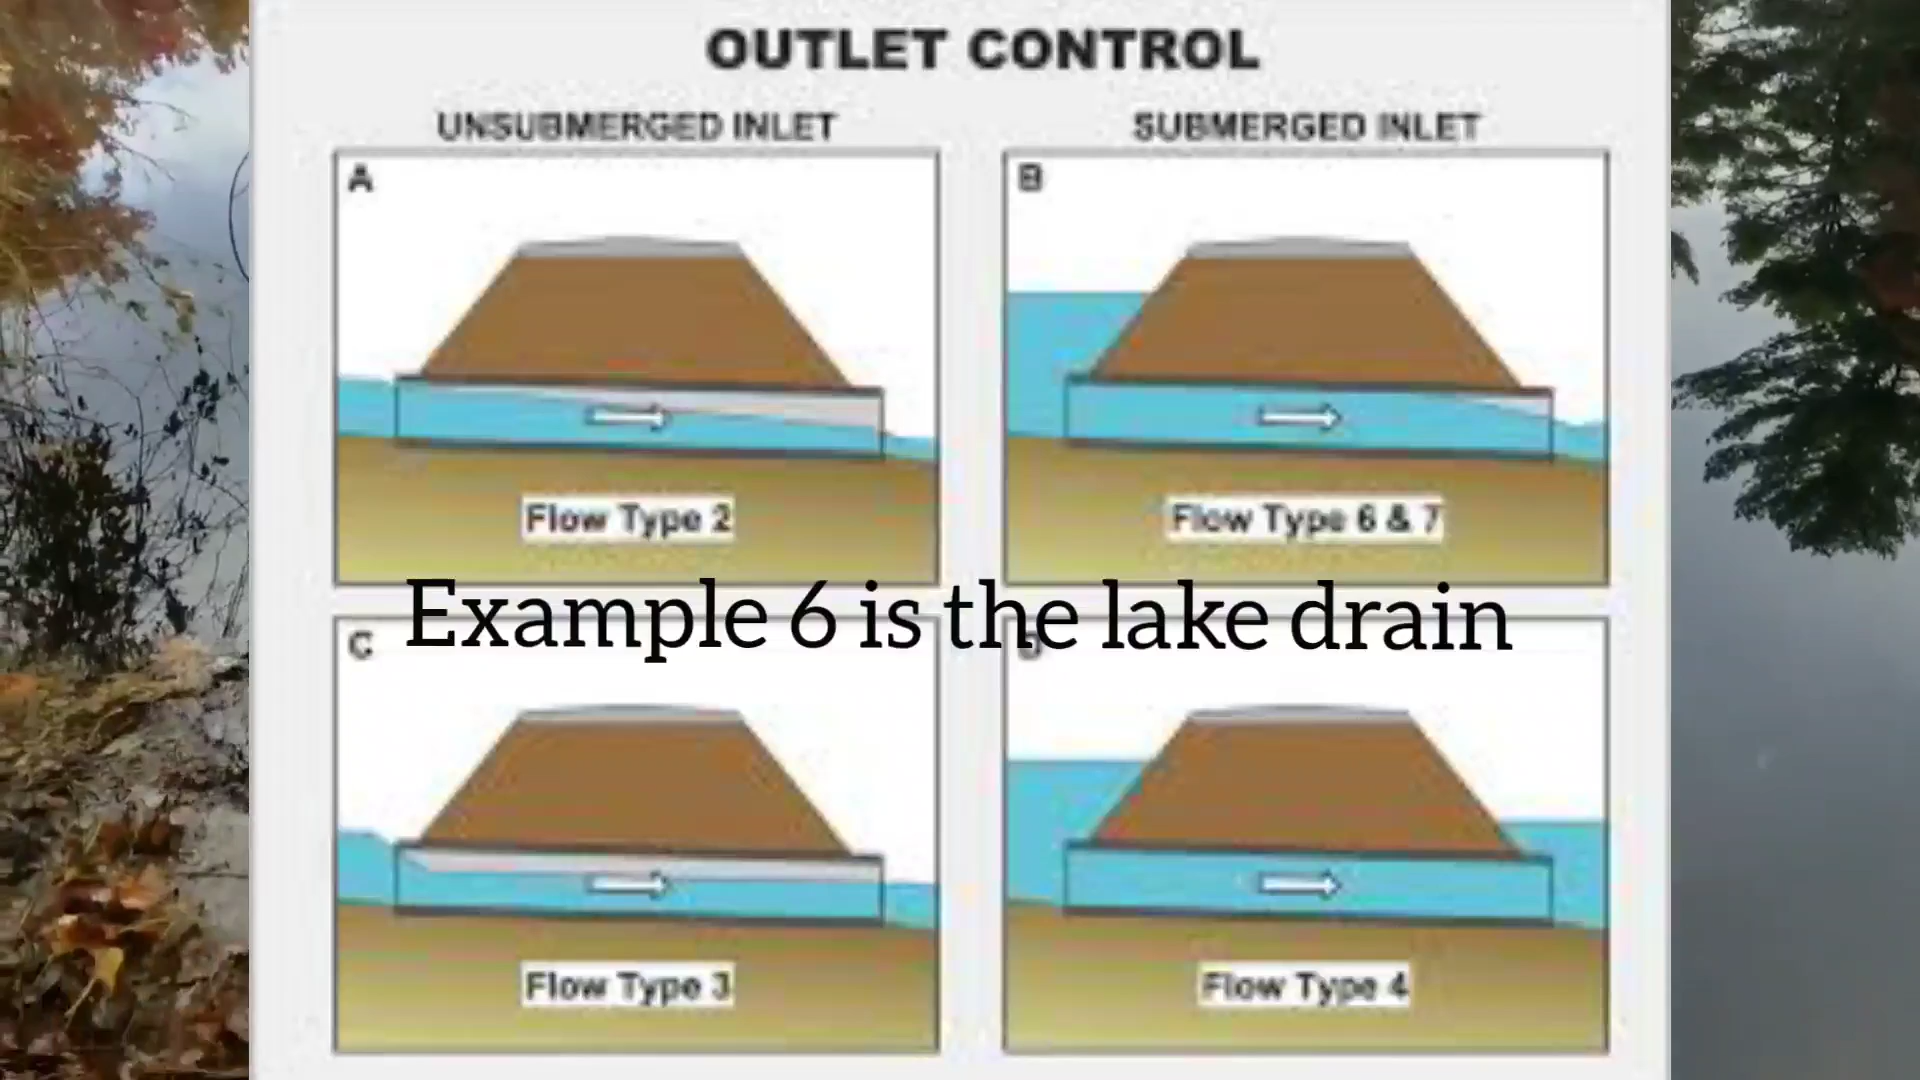 OUTLET CONTROL
UNSUBMERGED INLET
SUBMERGED INLET
A
B
Flow Type 2
Flow Type 6 & 7
Example 6 is the lake drain
C
D
Flow Type 3
Flow Type 4